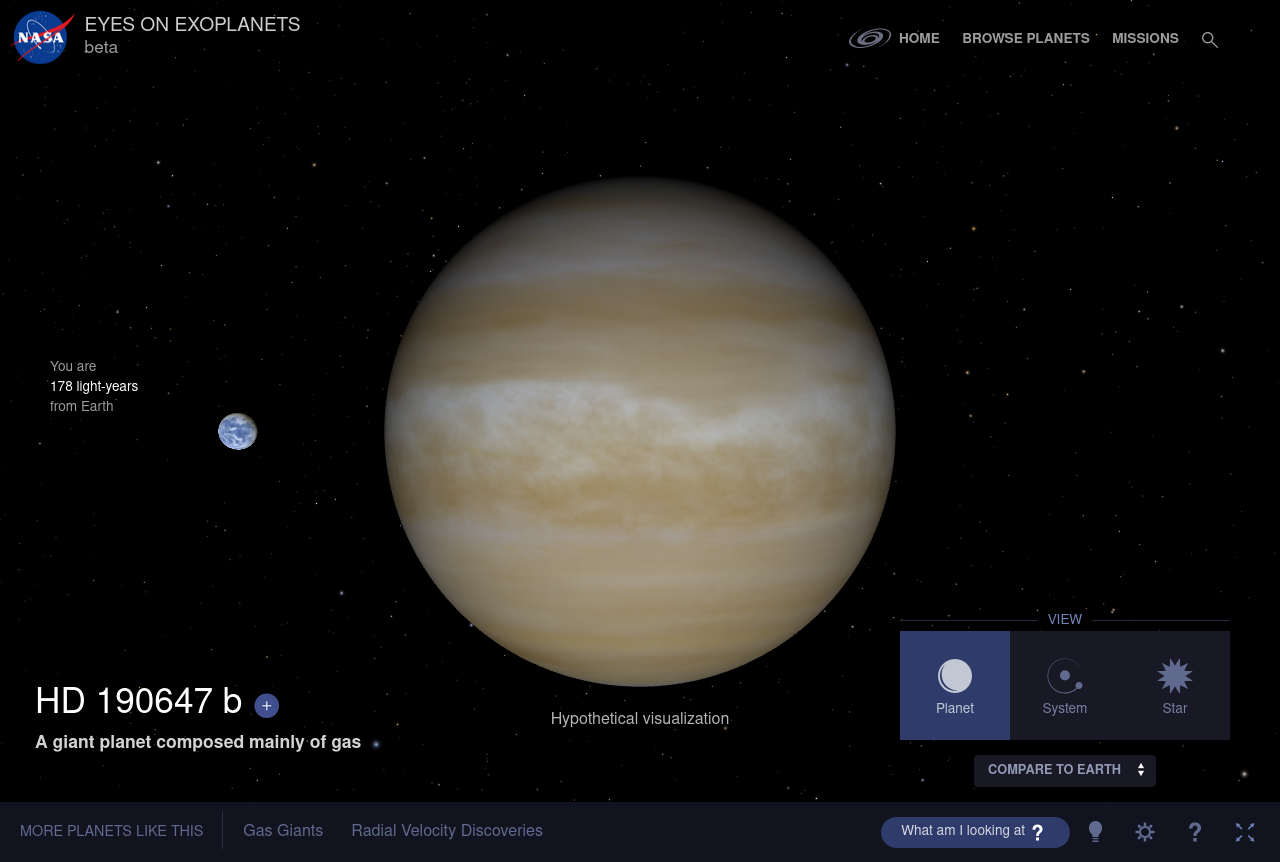 NASA
EYES ON EXOPLANETS
beta
HOME
BROWSE PLANETS
MISSIONS
You are
178 light-years
from Earth
VIEW
Planet
System
Star
HD 190647 b +
A giant planet composed mainly of gas
Hypothetical visualization
COMPARE TO EARTH
MORE PLANETS LIKE THIS
Gas Giants
Radial Velocity Discoveries
What am I looking at ?
?